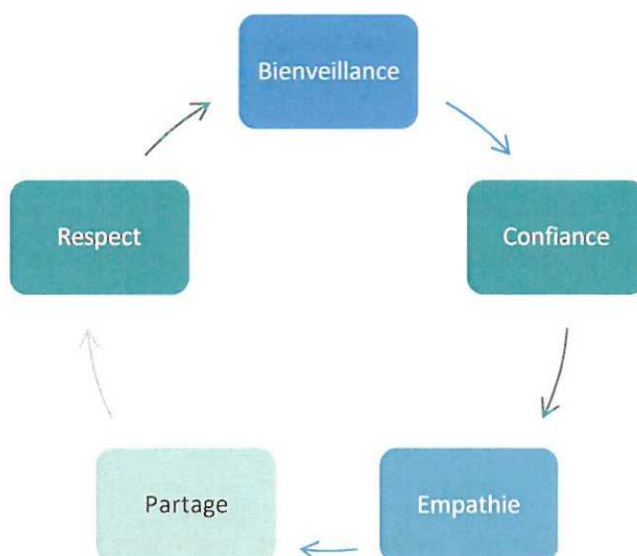 Bienveillance
Confiance
Empathie
Partage
Respect